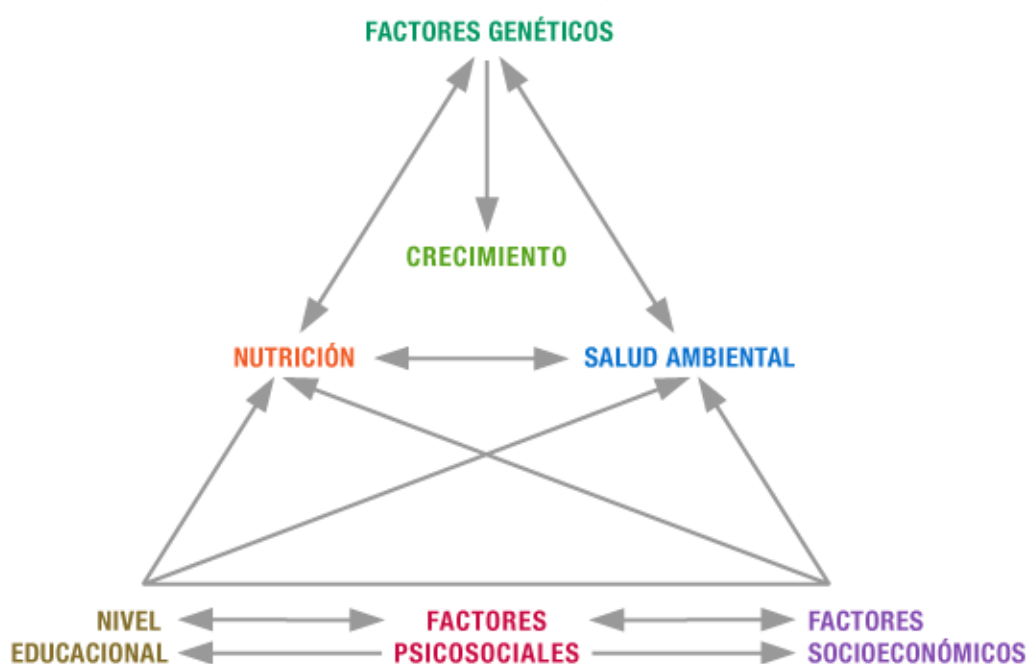 FACTORES GENÉTICOS
CRECIMIENTO
NUTRICIÓN
SALUD AMBIENTAL
NIVEL
EDUCACIONAL
FACTORES
PSICOSOCIALES
FACTORES
SOCIOECONÓMICOS